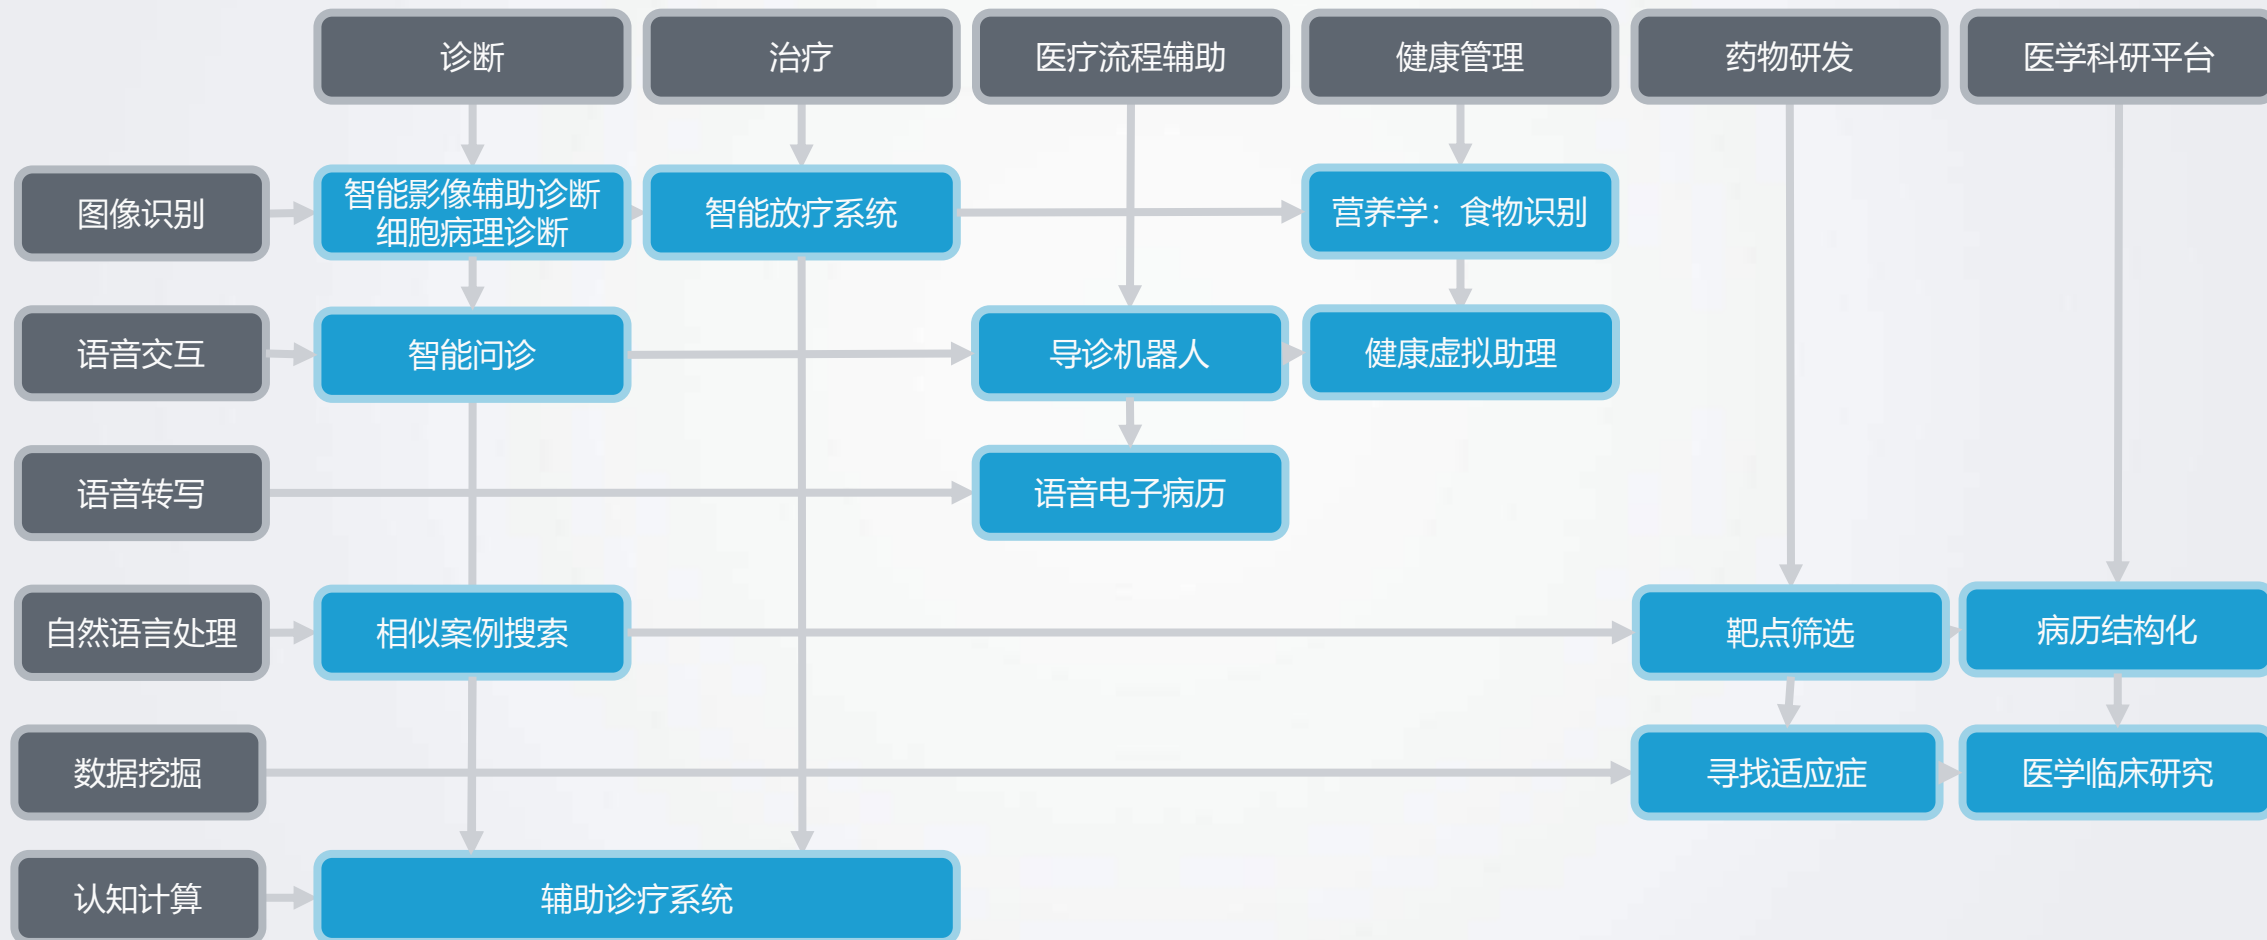 诊断
治疗
医疗流程辅助
健康管理
药物研发
医学科研平台
图像识别
智能影像辅助诊断
细胞病理诊断
智能放疗系统
营养学：食物识别
语音交互
智能问诊
导诊机器人
健康虚拟助理
语音转写
语音电子病历
自然语言处理
相似案例搜索
靶点筛选
病历结构化
数据挖掘
寻找适应症
医学临床研究
认知计算
辅助诊疗系统